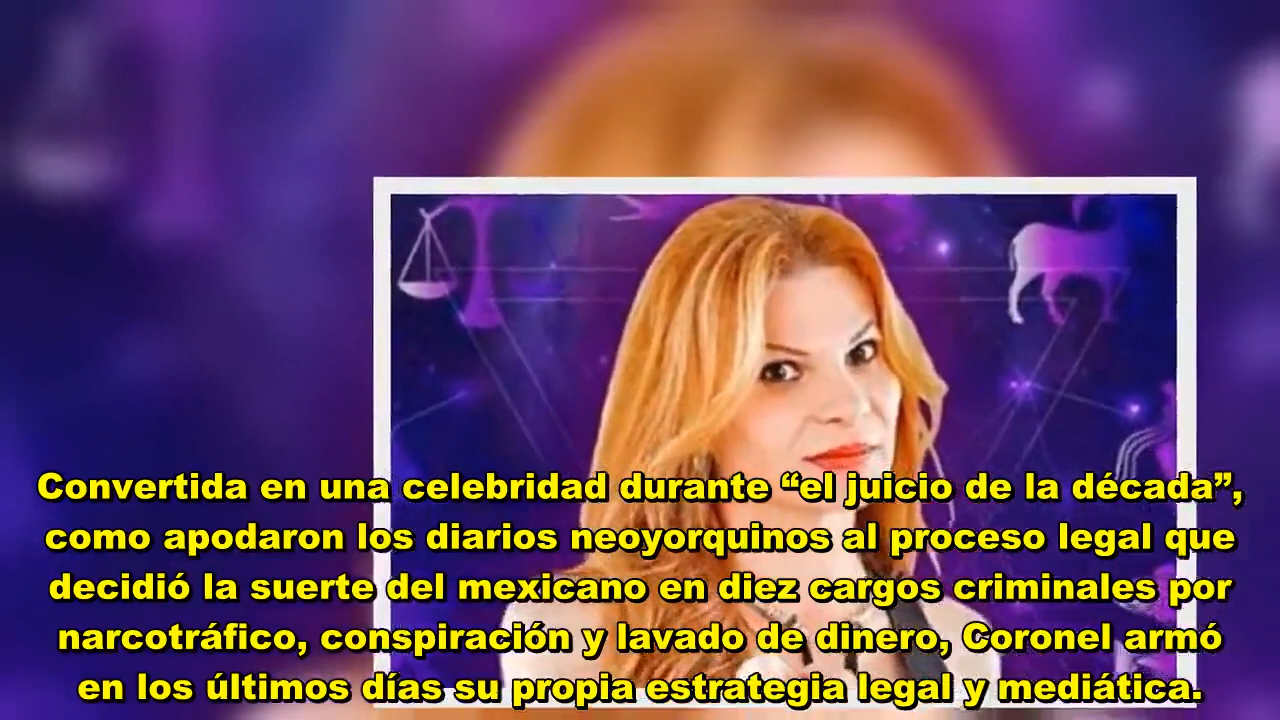 Convertida en una celebridad durante “el juicio de la década”,
como apodaron los diarios neoyorquinos al proceso legal que
decidió la suerte del mexicano en diez cargos criminales por
narcotráfico, conspiración y lavado de dinero, Coronel armó
en los últimos días su propia estrategia legal y mediática.